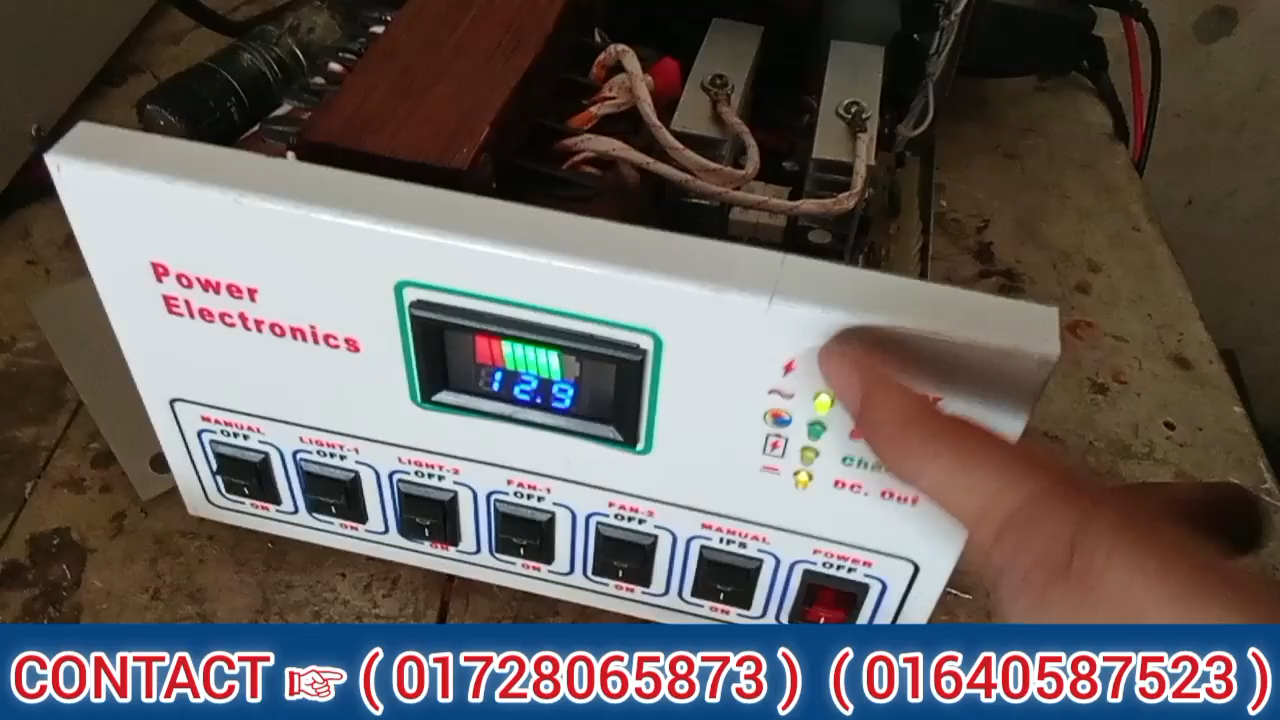 Power
Electronics
12.9
DC. Out
MANUAL
OFF
ON
LIGHT-1
OFF
ON
LIGHT-2
OFF
ON
FAN-1
OFF
ON
FAN-2
OFF
ON
MANUAL
IPS
ON
POWER
OFF
CONTACT ☞ ( 01728065873 ) ( 01640587523 )